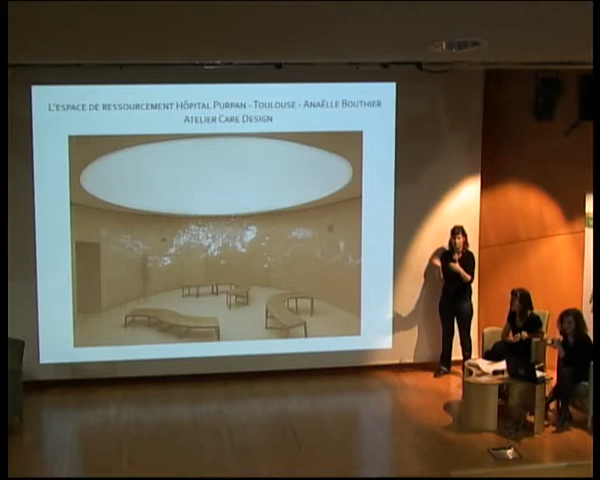 L'espace de ressourcement Hôpital Purpan - Toulouse - Anaëlle Bouthier
Atelier Care Design